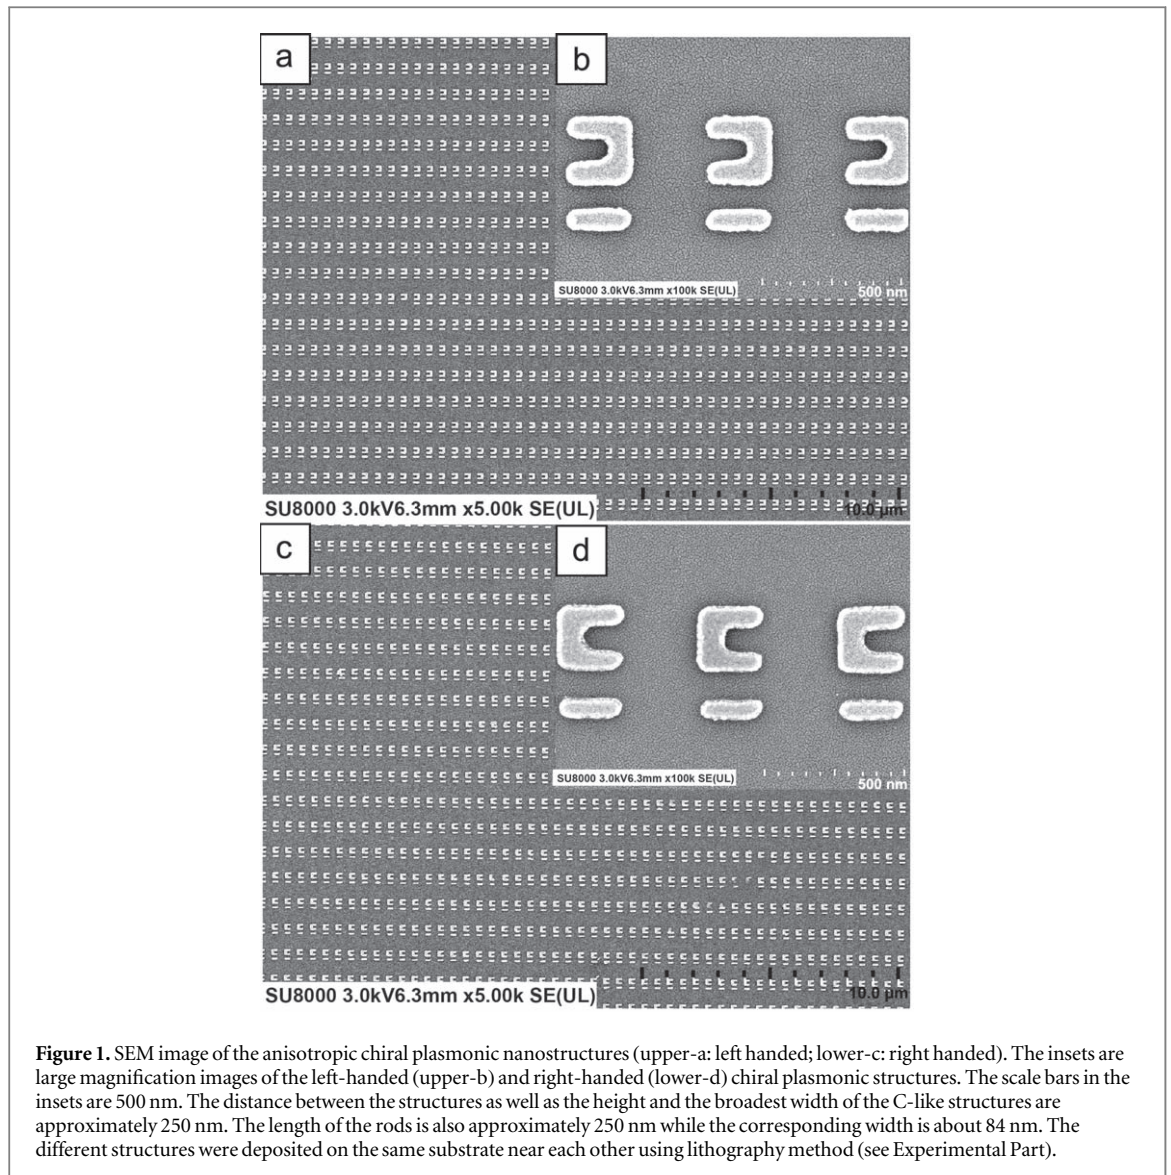 a
b
SU8000 3.0kV6.3mm x100k SE(UL)
500 nm
SU8000 3.0kV6.3mm x5.00k SE(UL)
10.0 µm
c
d
SU8000 3.0kV6.3mm x100k SE(UL)
500 nm
SU8000 3.0kV6.3mm x5.00k SE(UL)
10.0 µm
Figure 1. SEM image of the anisotropic chiral plasmonic nanostructures (upper-a: left handed; lower-c: right handed). The insets are
large magnification images of the left-handed (upper-b) and right-handed (lower-d) chiral plasmonic structures. The scale bars in the
insets are 500 nm. The distance between the structures as well as the height and the broadest width of the C-like structures are
approximately 250 nm. The length of the rods is also approximately 250 nm while the corresponding width is about 84 nm. The
different structures were deposited on the same substrate near each other using lithography method (see Experimental Part).